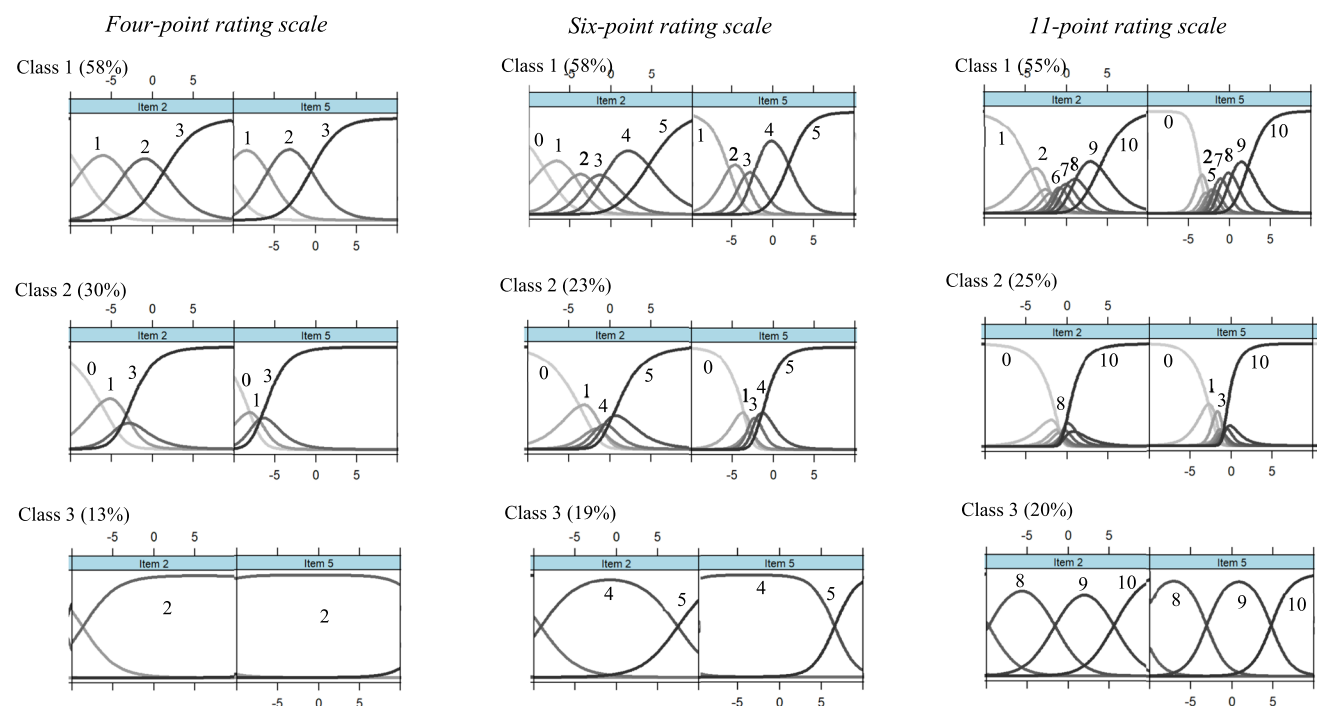 Four-point rating scale Six-point rating scale 11-point rating scale
Class 1 (58%) Class 1 (58%) Class 1 (55%)
-5 0 5 -5 0 5 -5 0 5
Item 2 Item 5 Item 2 Item 5 Item 2 Item 5
1 2 3 1 2 3 0 1 2 3 4 5 1 2 3 4 5 1 2 6 7 8 9 10 0 2 5 7 8 9 10
-5 0 5 -5 0 5 -5 0 5
Class 2 (30%) Class 2 (23%) Class 2 (25%)
-5 0 5 -5 0 5 -5 0 5
Item 2 Item 5 Item 2 Item 5 Item 2 Item 5
0 1 3 0 1 3 0 1 4 5 0 1 3 4 5 0 8 10 0 1 3 10
-5 0 5 -5 0 5 -5 0 5
Class 3 (13%) Class 3 (19%) Class 3 (20%)
-5 0 5 -5 0 5 -5 0 5
Item 2 Item 5 Item 2 Item 5 Item 2 Item 5
2 2 4 5 4 5 8 9 10 8 9 10
-5 0 5 -5 0 5 -5 0 5